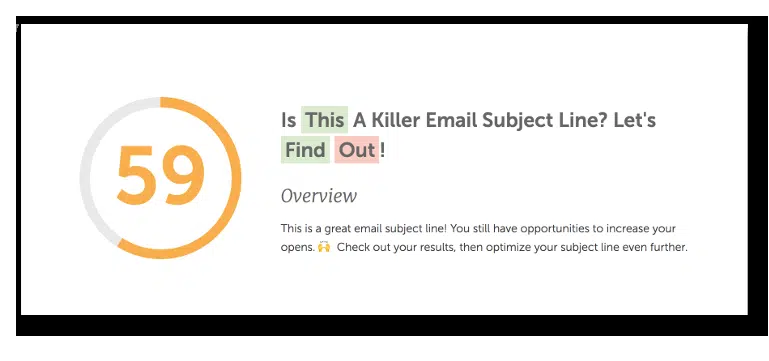 59
Is This A Killer Email Subject Line? Let's
Find Out!
Overview
This is a great email subject line! You still have opportunities to increase your
opens. 🙌 Check out your results, then optimize your subject line even further.